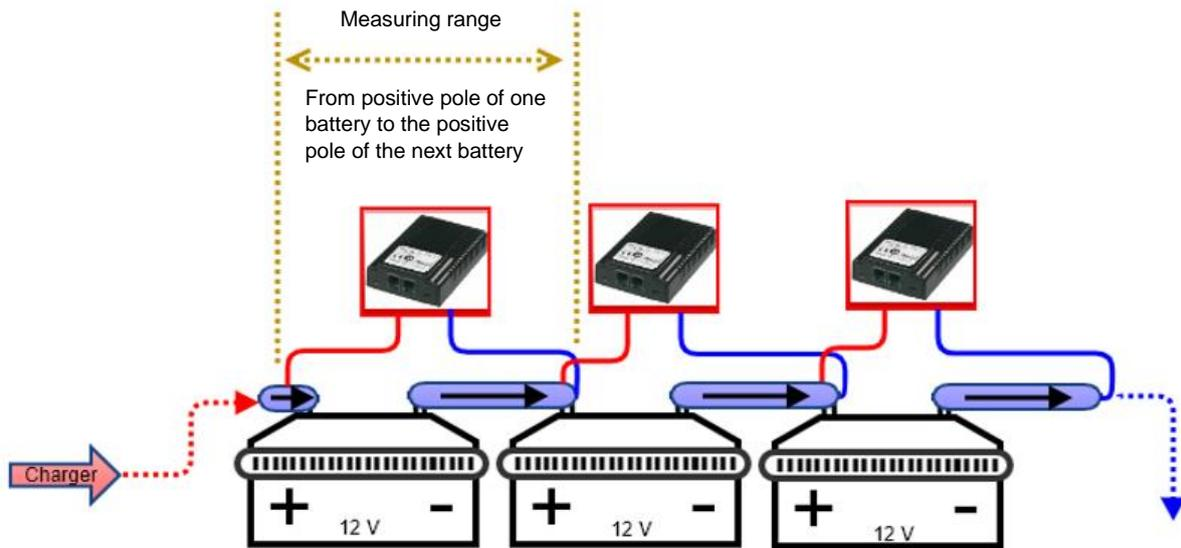 Measuring range
From positive pole of one
battery to the positive
pole of the next battery
Charger
+ -
12 V
+ -
12 V
+ -
12 V